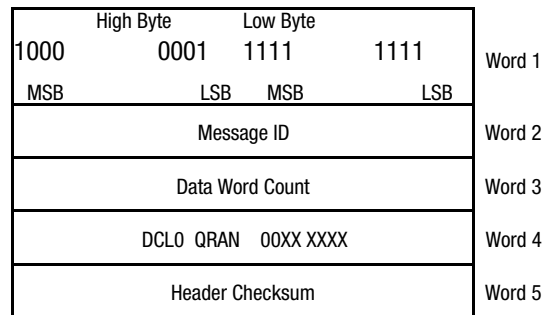 High Byte Low Byte
1000 0001 1111 1111 Word 1
MSB LSB MSB LSB
Message ID Word 2
Data Word Count Word 3
DCL0 QRAN 00XX XXXX Word 4
Header Checksum Word 5